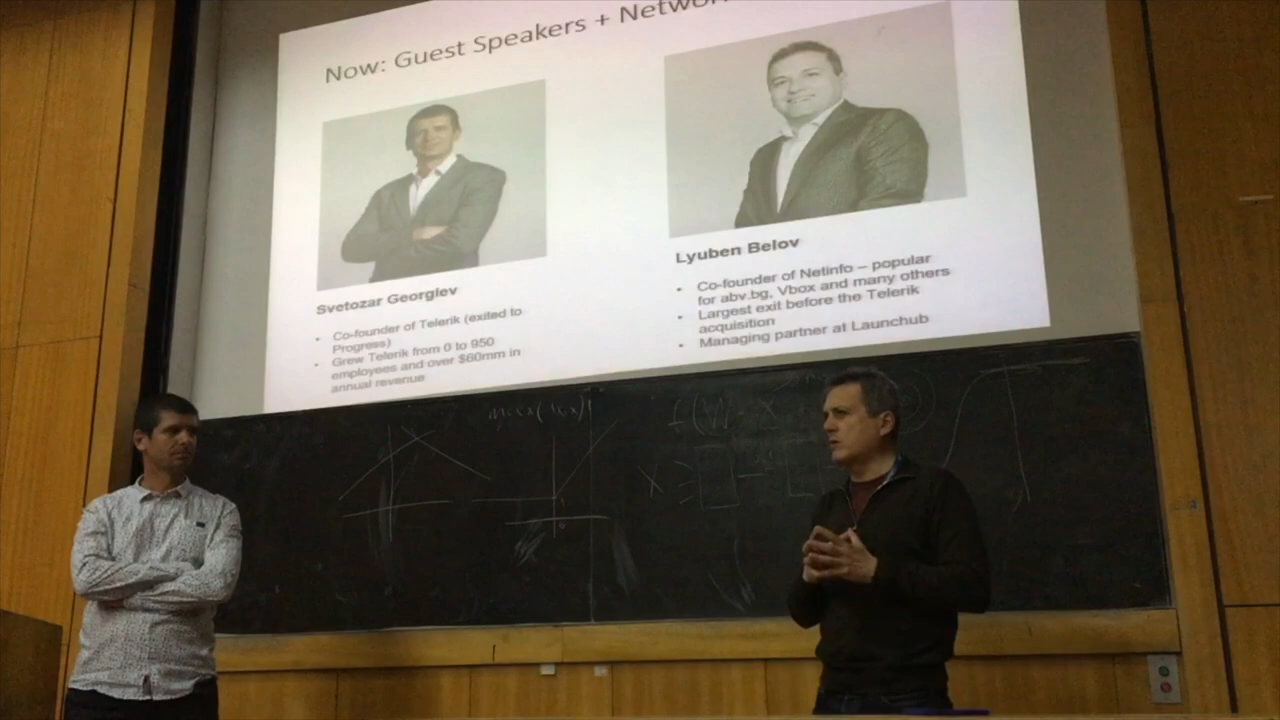 Now: Guest Speakers +
Svetozar Georgiev
• Co-founder of Telerik (exited to
Progress)
• Grew Telerik from 0 to 950
employees and over $60mm in
annual revenue
Lyuben Belov
• Co-founder of Netinfo – popular
for abv.bg, Vbox and many others
• Largest exit before the Telerik
acquisition
• Managing partner at Launchub